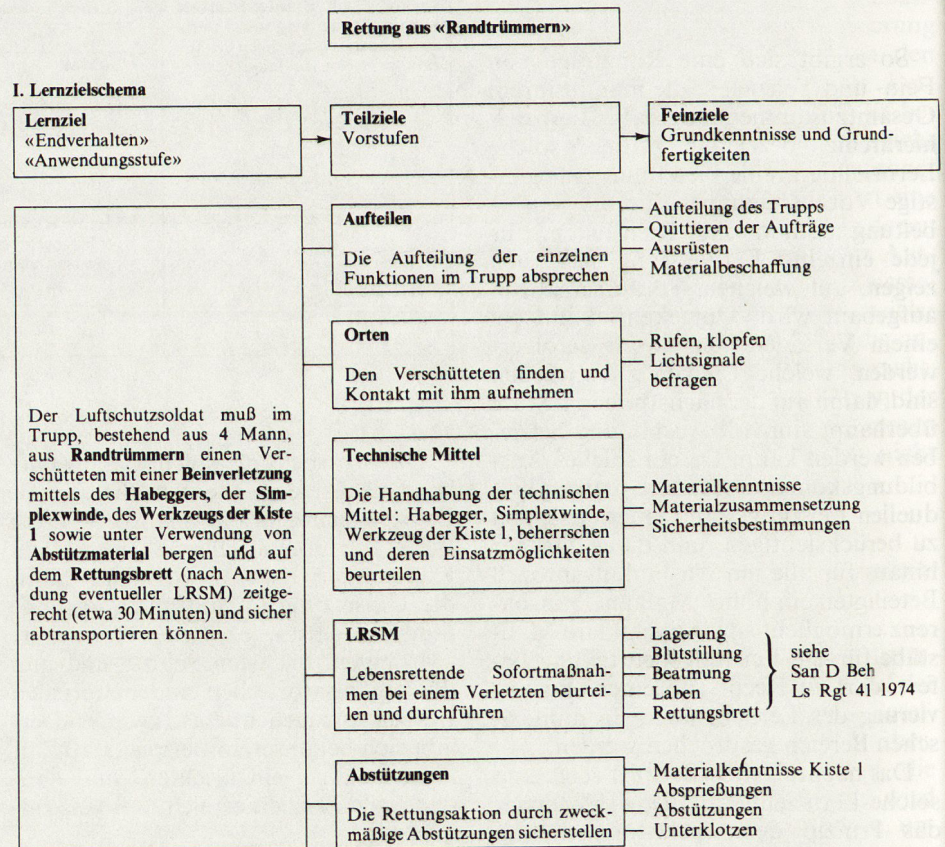 Rettung aus «Randtrümmern»
I. Lernzielschema
Lernziel
«Endverhalten»
«Anwendungsstufe»
Teilziele
Vorstufen
Feinziele
Grundkenntnisse und Grund-
fertigkeiten
Der Luftschutzsoldat muß im
Trupp, bestehend aus 4 Mann,
aus Randtrümmern einen Ver-
schütteten mit einer Beinverletzung
mittels des Habeggers, der Sim-
plexwinde, des Werkzeugs der Kiste
1 sowie unter Verwendung von
Abstützmaterial bergen und auf
dem Rettungsbrett (nach Anwen-
dung eventueller LRSM) zeitge-
recht (etwa 30 Minuten) und sicher
abtransportieren können.
Aufteilen
Die Aufteilung der einzelnen
Funktionen im Trupp absprechen
Aufteilung des Trupps
Quittieren der Aufträge
Ausrüsten
Materialbeschaffung
Orten
Den Verschütteten finden und
Kontakt mit ihm aufnehmen
Rufen, klopfen
Lichtsignale
befragen
Technische Mittel
Die Handhabung der technischen
Mittel: Habegger, Simplexwinde,
Werkzeug der Kiste 1, beherrschen
und deren Einsatzmöglichkeiten
beurteilen
Materialkenntnisse
Materialzusammensetzung
Sicherheitsbestimmungen
LRSM
Lebensrettende Sofortmaßnah-
men bei einem Verletzten beurtei-
len und durchführen
Lagerung
Blutstillung
Beatmung
Laben
Rettungsbrett
siehe
San D Beh
Ls Rgt 41 1974
Abstützungen
Die Rettungsaktion durch zweck-
mäßige Abstützungen sicherstellen
Materialkenntnisse Kiste 1
Absprießungen
Abstützungen
Unterklotzen